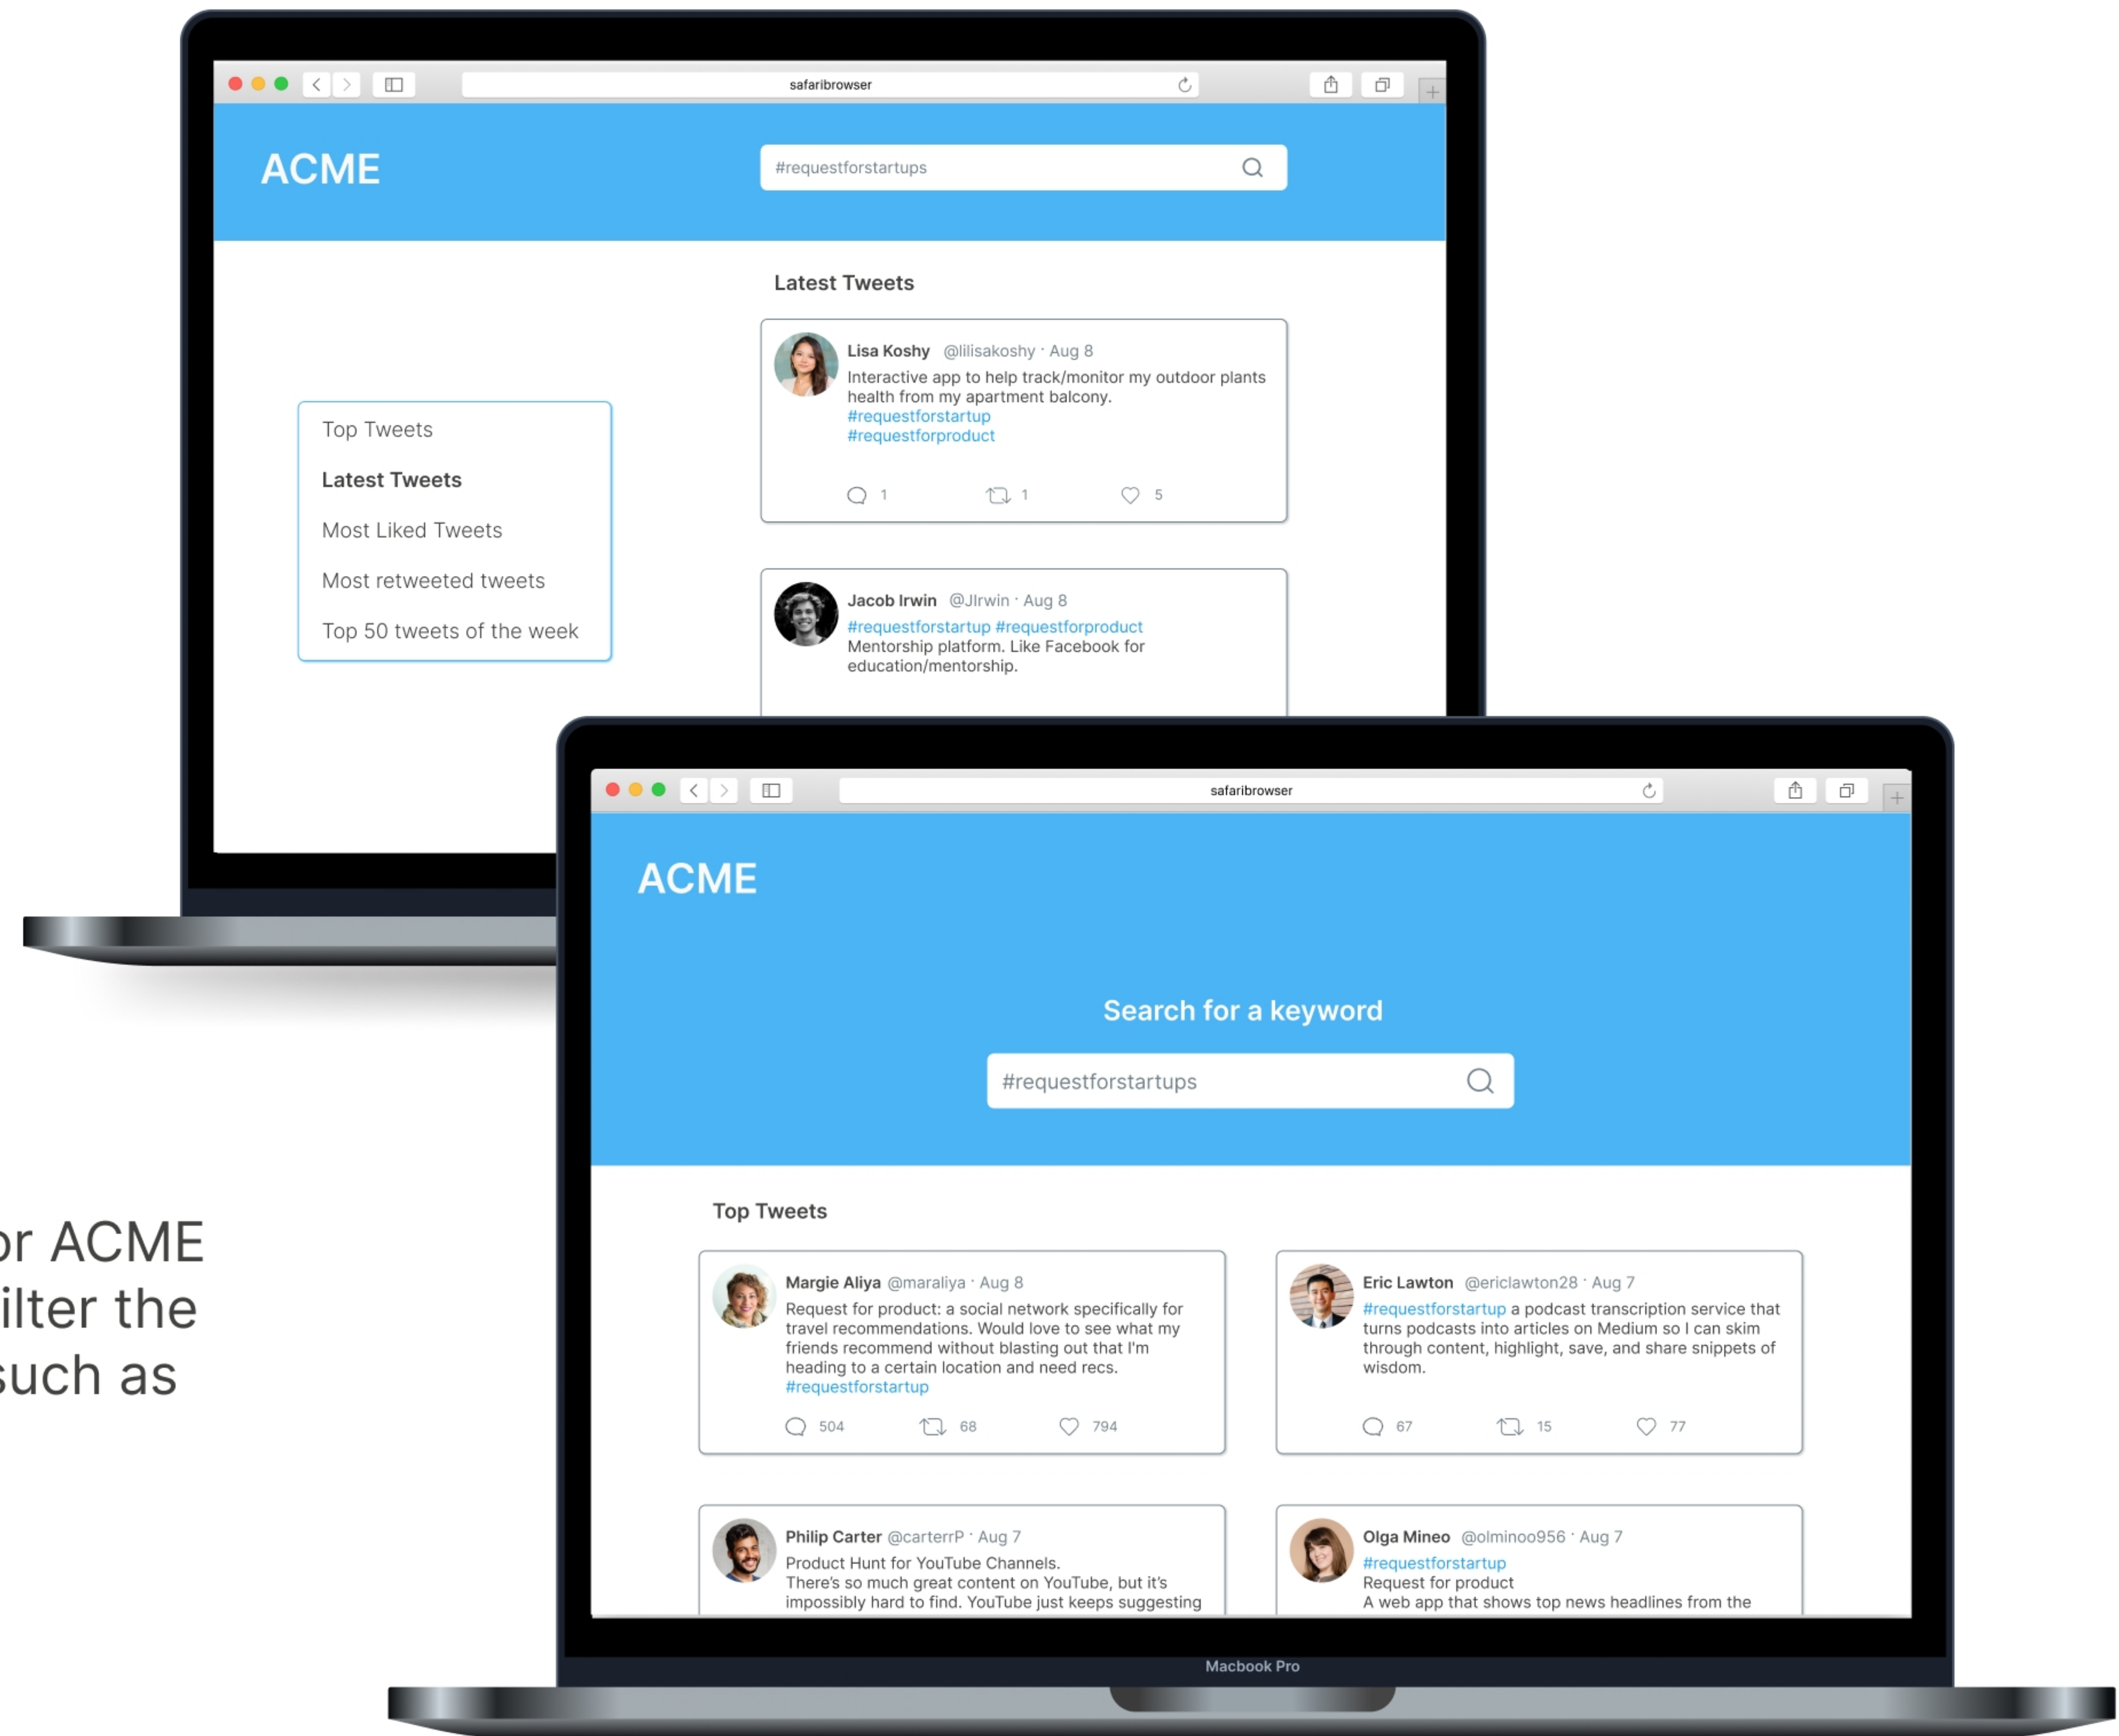 safaribrowser
ACME
#requestforstartups
Top Tweets
Latest Tweets
Most Liked Tweets
Most retweeted tweets
Top 50 tweets of the week
Latest Tweets
Lisa Koshy @lilisakoshy · Aug 8
Interactive app to help track/monitor my outdoor plants
health from my apartment balcony.
#requestforstartup
#requestforproduct
1 1 5
Jacob Irwin @JIrwin · Aug 8
#requestforstartup #requestforproduct
Mentorship platform. Like Facebook for
education/mentorship.
safaribrowser
ACME
Search for a keyword
#requestforstartups
Top Tweets
Margie Aliya @maraliya · Aug 8
Request for product: a social network specifically for
travel recommendations. Would love to see what my
friends recommend without blasting out that I'm
heading to a certain location and need recs.
#requestforstartup
504 68 794
Eric Lawton @ericlawton28 · Aug 7
#requestforstartup a podcast transcription service that
turns podcasts into articles on Medium so I can skim
through content, highlight, save, and share snippets of
wisdom.
67 15 77
Philip Carter @carterrP · Aug 7
Product Hunt for YouTube Channels.
There's so much great content on YouTube, but it's
impossibly hard to find. YouTube just keeps suggesting
Olga Mineo @olminoo956 · Aug 7
#requestforstartup
Request for product
A web app that shows top news headlines from the
Macbook Pro
ACME
the
such as